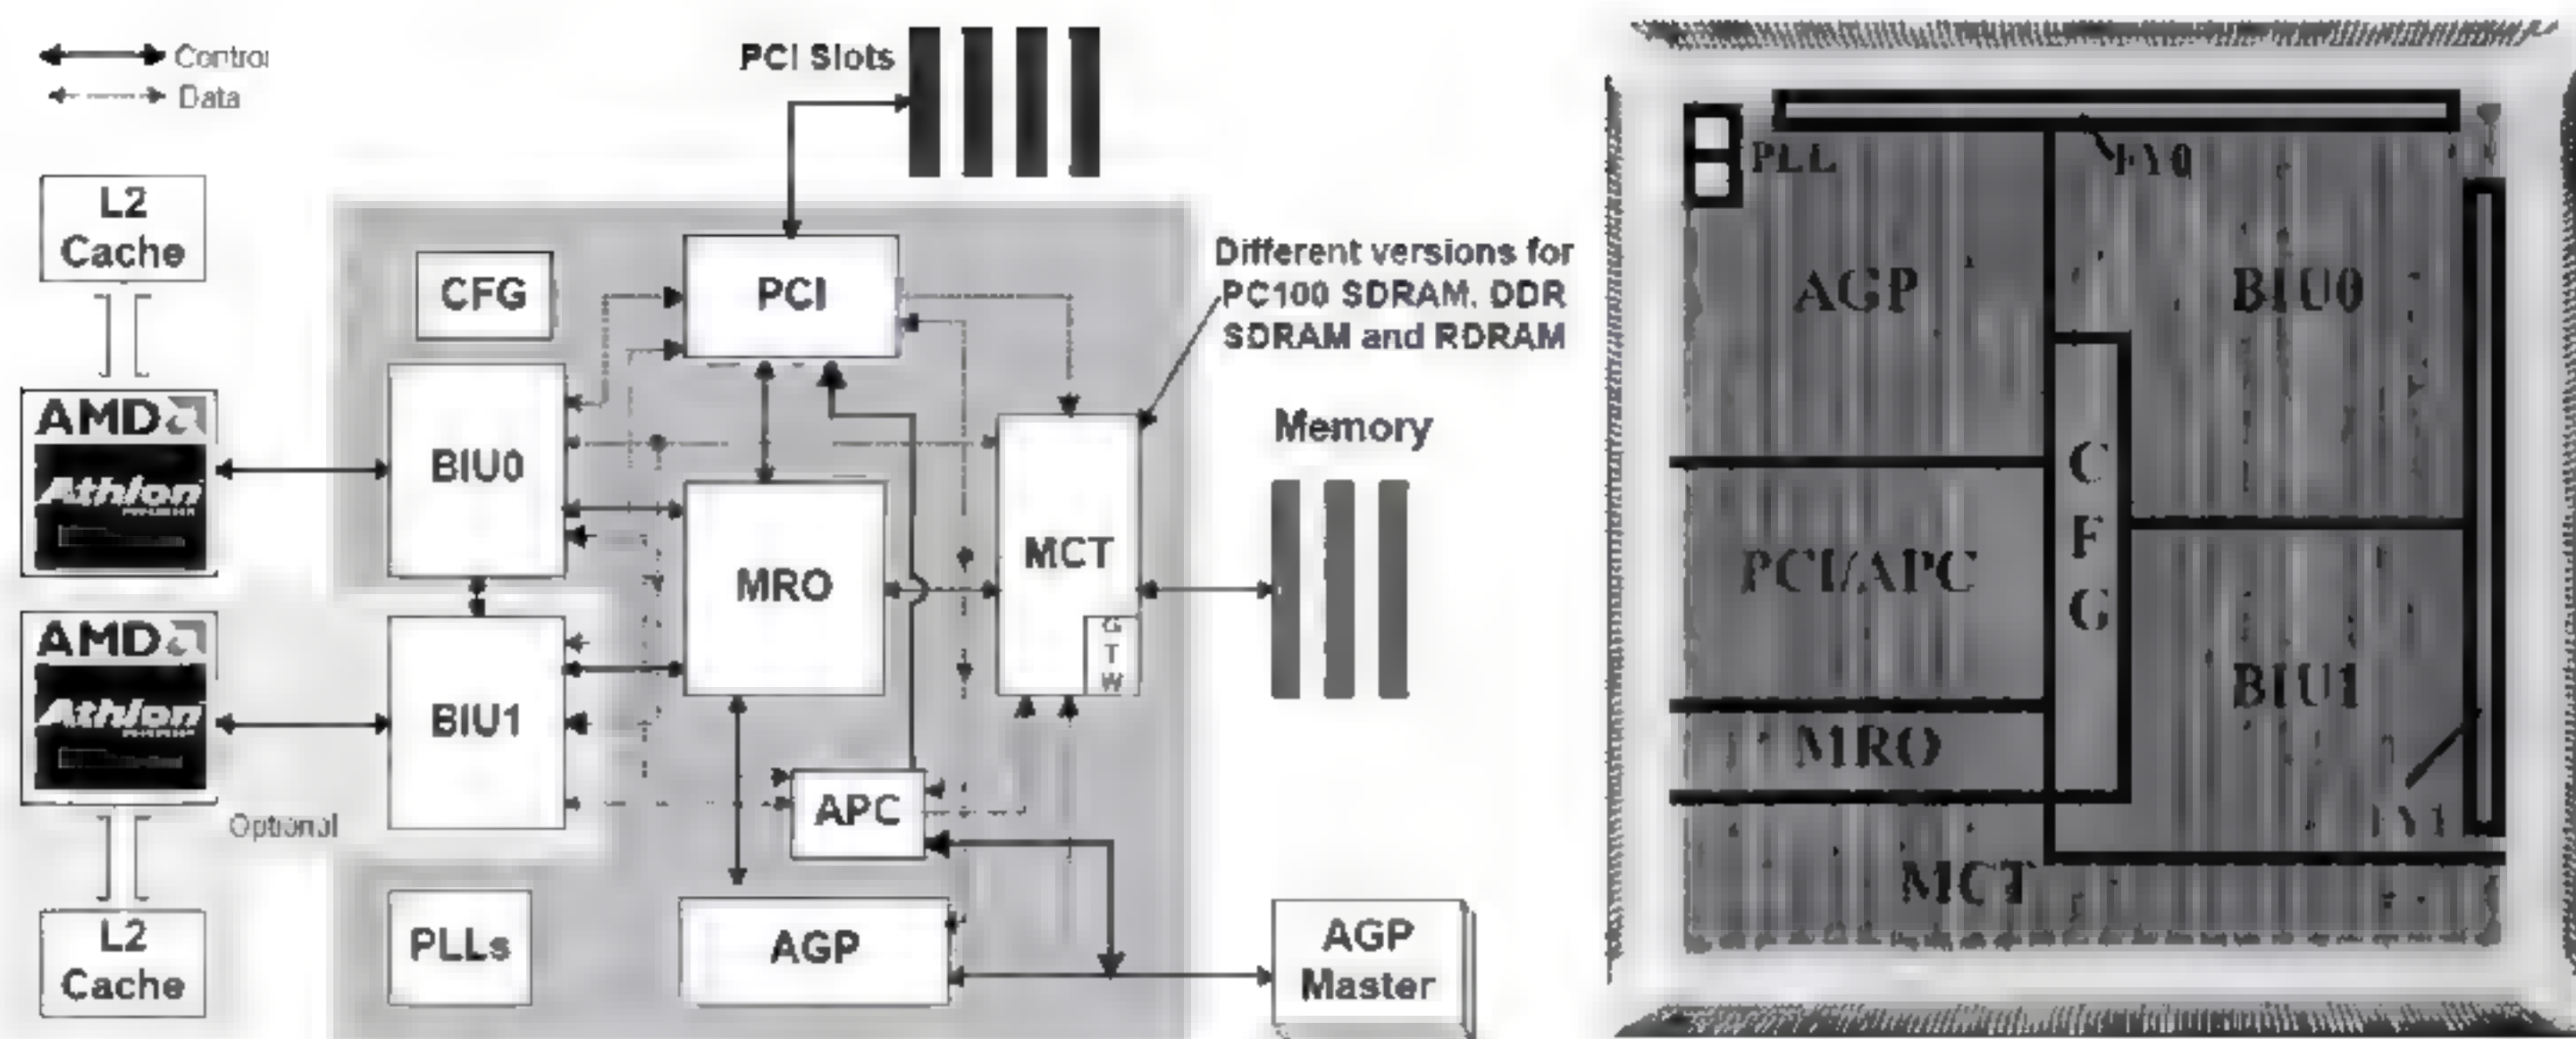 Control
Data
PCI Slots
L2
Cache
CFG
PCI
Different versions for
PC100 SDRAM, DDR
SDRAM and RDRAM
AMD
Athlon
BIU0
Memory
MCT
MRO
G
T
W
AMD
Athlon
BIU1
Optional
APC
L2
Cache
PLLs
AGP
AGP
Master
PLL
AGP
BIU0
C
F
G
PCI/APC
BIU1
MRO
MCT